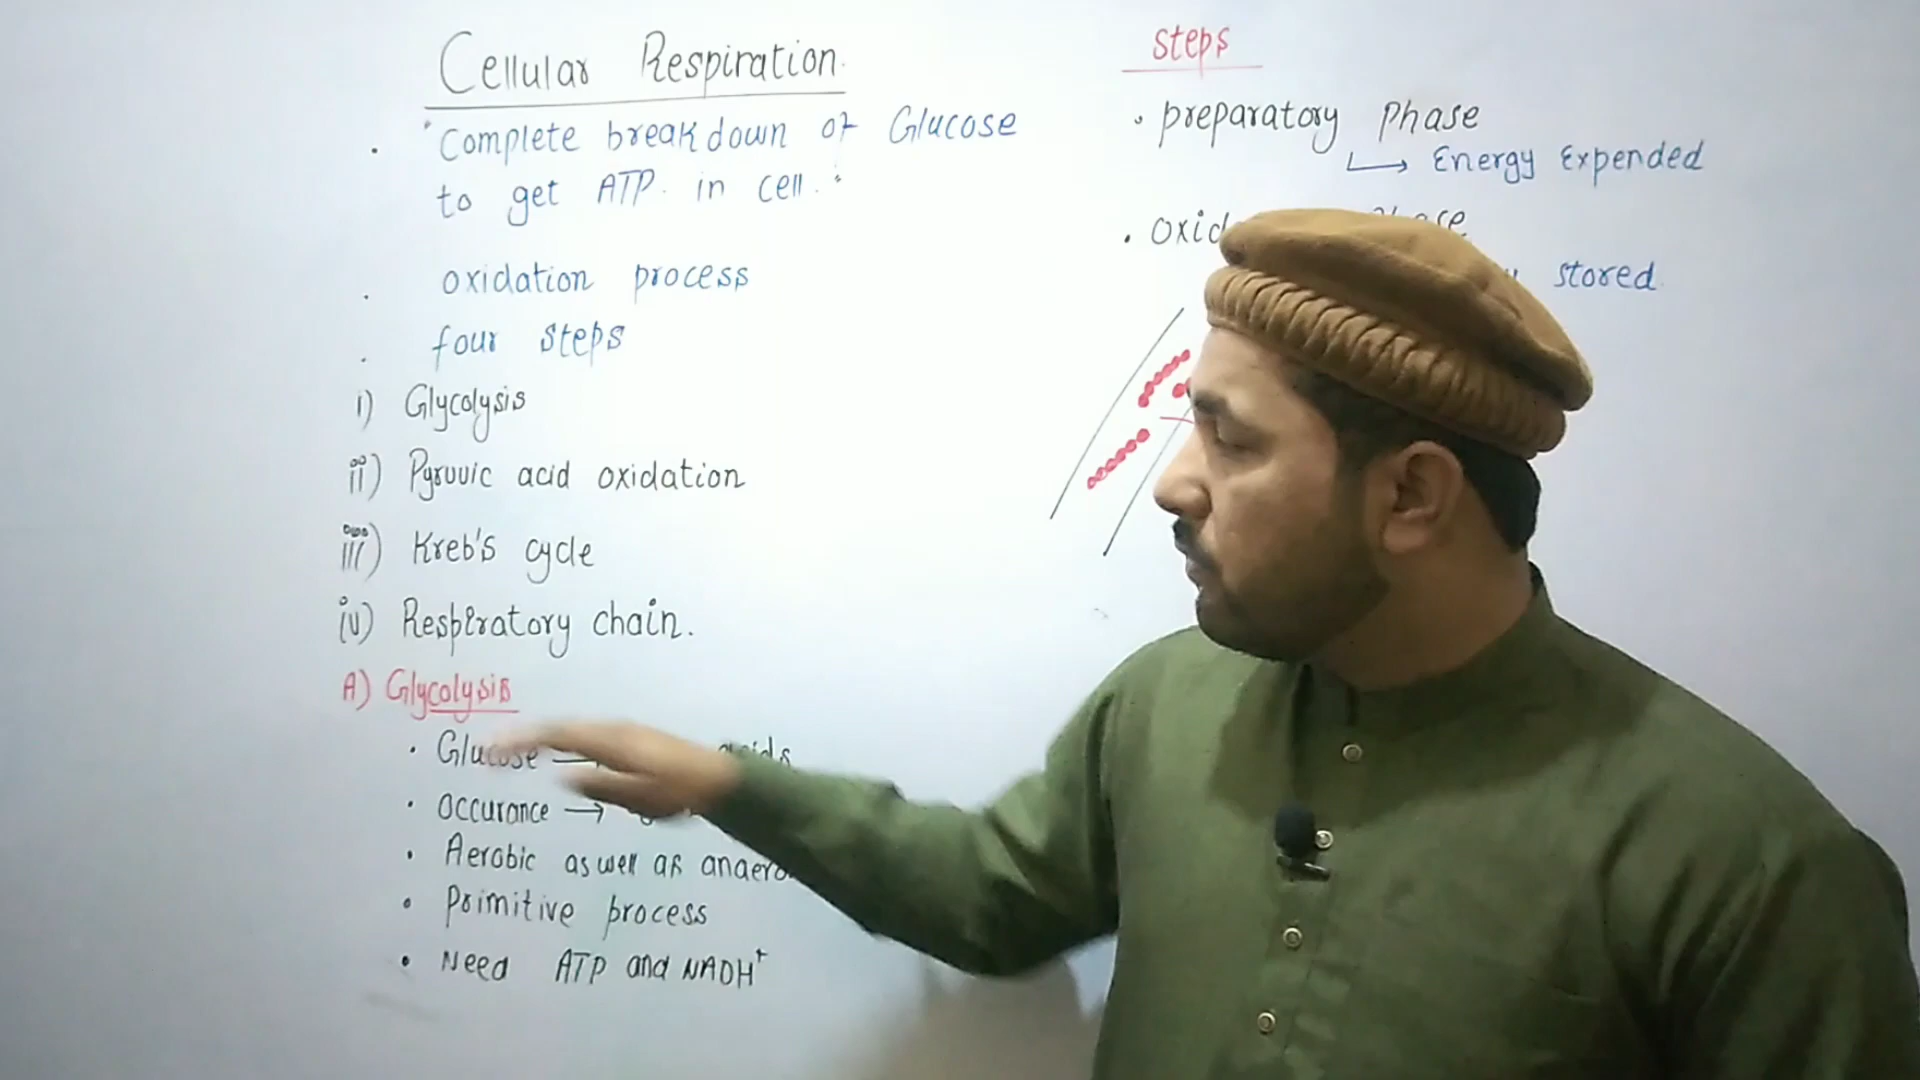 Cellular Respiration.
. "Complete breakdown of Glucose
to get ATP. in cell."
. oxidation process
. four steps
i) Glycolysis
ii) Pyruvic acid oxidation
iii) Kreb's cycle
iv) Respiratory chain.
A) Glycolysis
• Glucose →
• Occurance →
• Aerobic as well as
• Primitive process
• Need ATP and NADH+
Steps
• preparatory phase
→ Energy Expended
•
stored